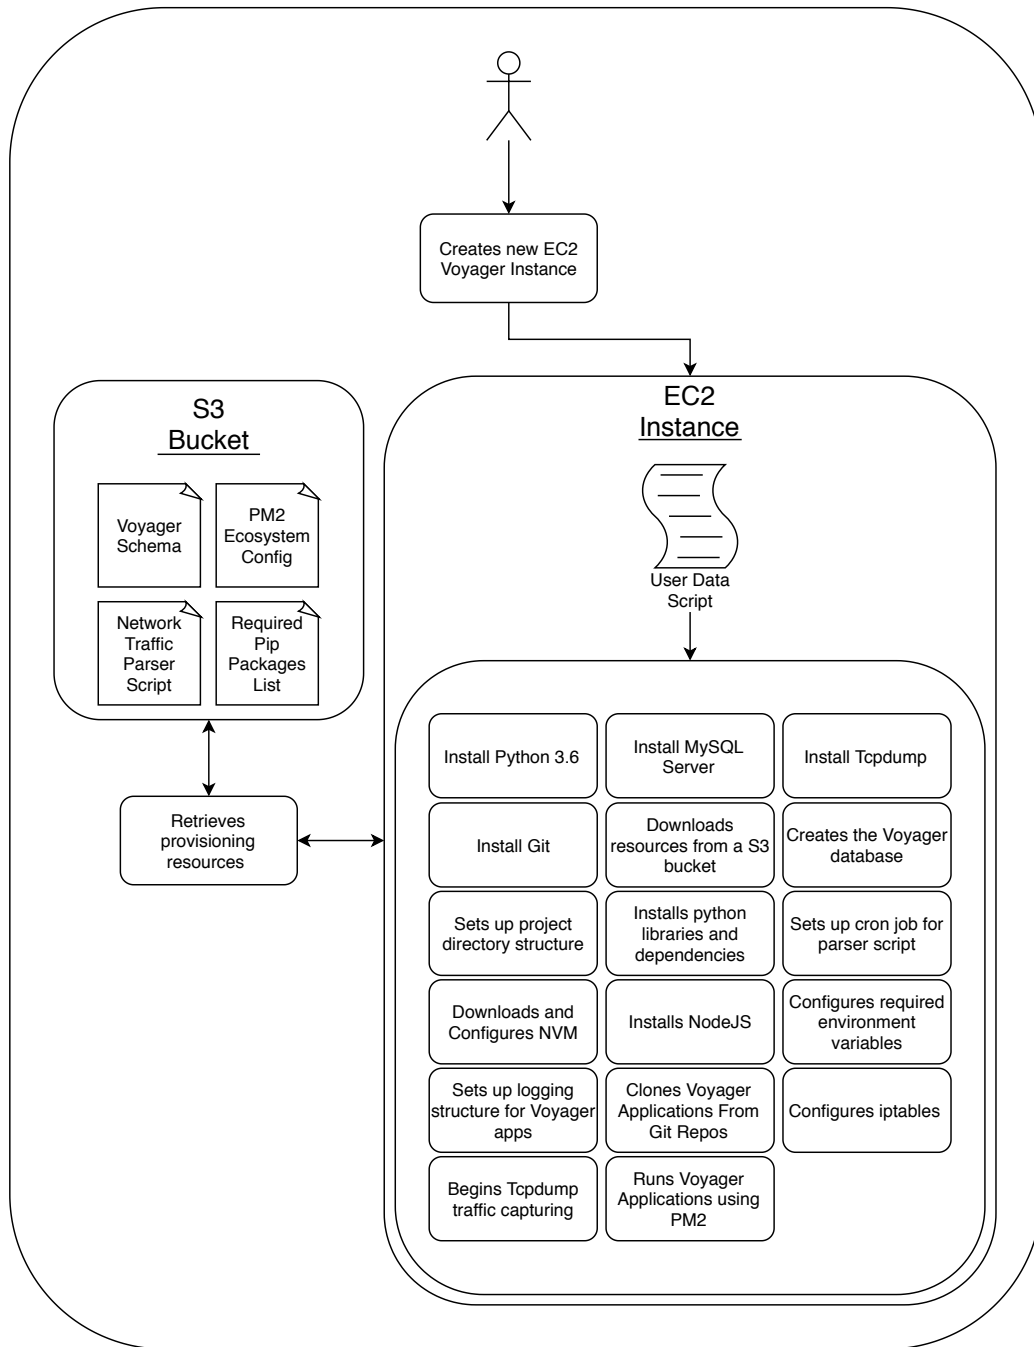 Creates new EC2
Voyager Instance
S3
Bucket
Voyager
Schema
PM2
Ecosystem
Config
Network
Traffic
Parser
Script
Required
Pip
Packages
List
Retrieves
provisioning
resources
EC2
Instance
User Data
Script
Install Python 3.6
Install MySQL
Server
Install Tcpdump
Install Git
Downloads
resources from a S3
bucket
Creates the Voyager
database
Sets up project
directory structure
Installs python
libraries and
dependencies
Sets up cron job for
parser script
Downloads and
Configures NVM
Installs NodeJS
Configures required
environment
variables
Sets up logging
structure for Voyager
apps
Clones Voyager
Applications From
Git Repos
Configures iptables
Begins Tcpdump
traffic capturing
Runs Voyager
Applications using
PM2